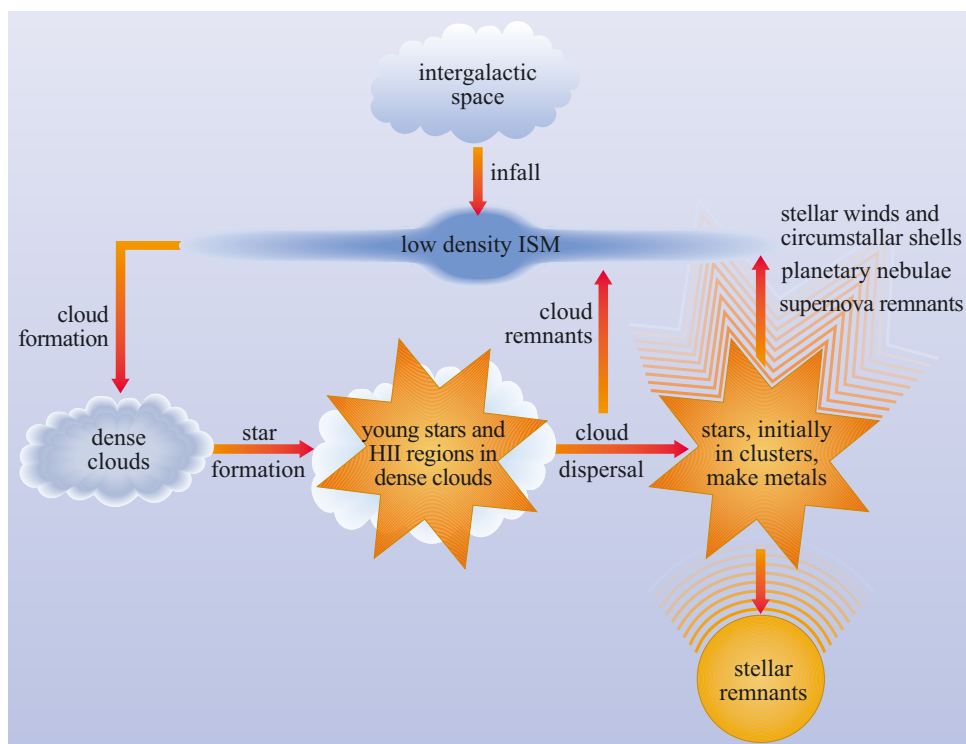 intergalactic
space
infall
low density ISM
stellar winds and
circumstallar shells
planetary nebulae
supernova remnants
cloud
formation
cloud
remnants
dense
clouds
star
formation
young stars and
HII regions in
dense clouds
cloud
dispersal
stars, initially
in clusters,
make metals
stellar
remnants